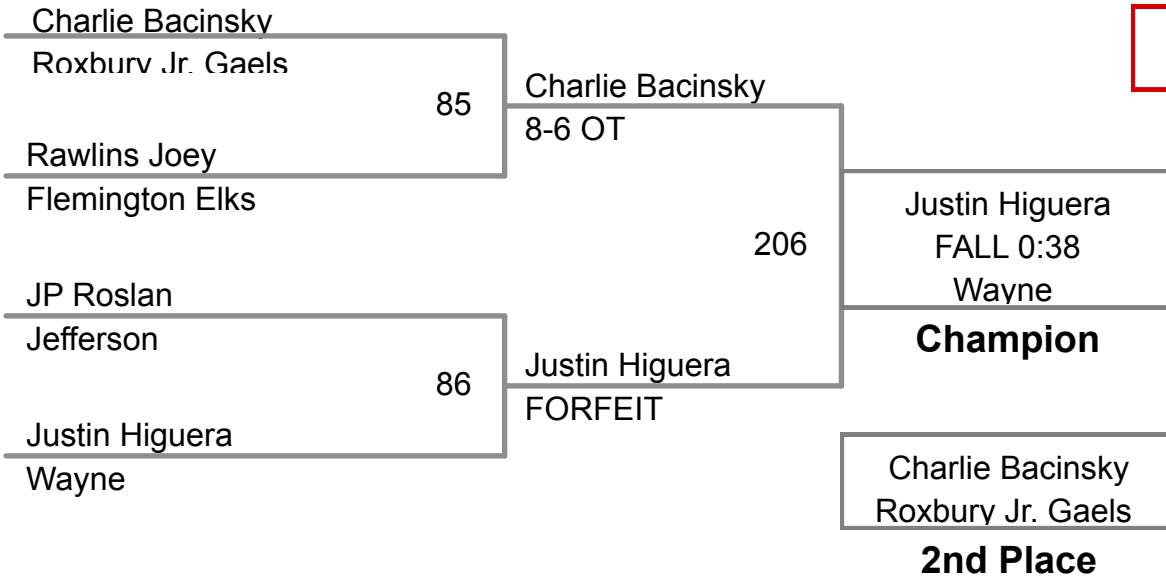 Charlie Bacinsky
Roxbury Jr. Gaels
85
Rawlins Joey
Flemington Elks
JP Roslan
Jefferson
86
Justin Higuera
Wayne
Charlie Bacinsky
8-6 OT
206
Justin Higuera
FORFEIT
Justin Higuera
FALL 0:38
Wayne
Champion
Charlie Bacinsky
Roxbury Jr. Gaels
2nd Place